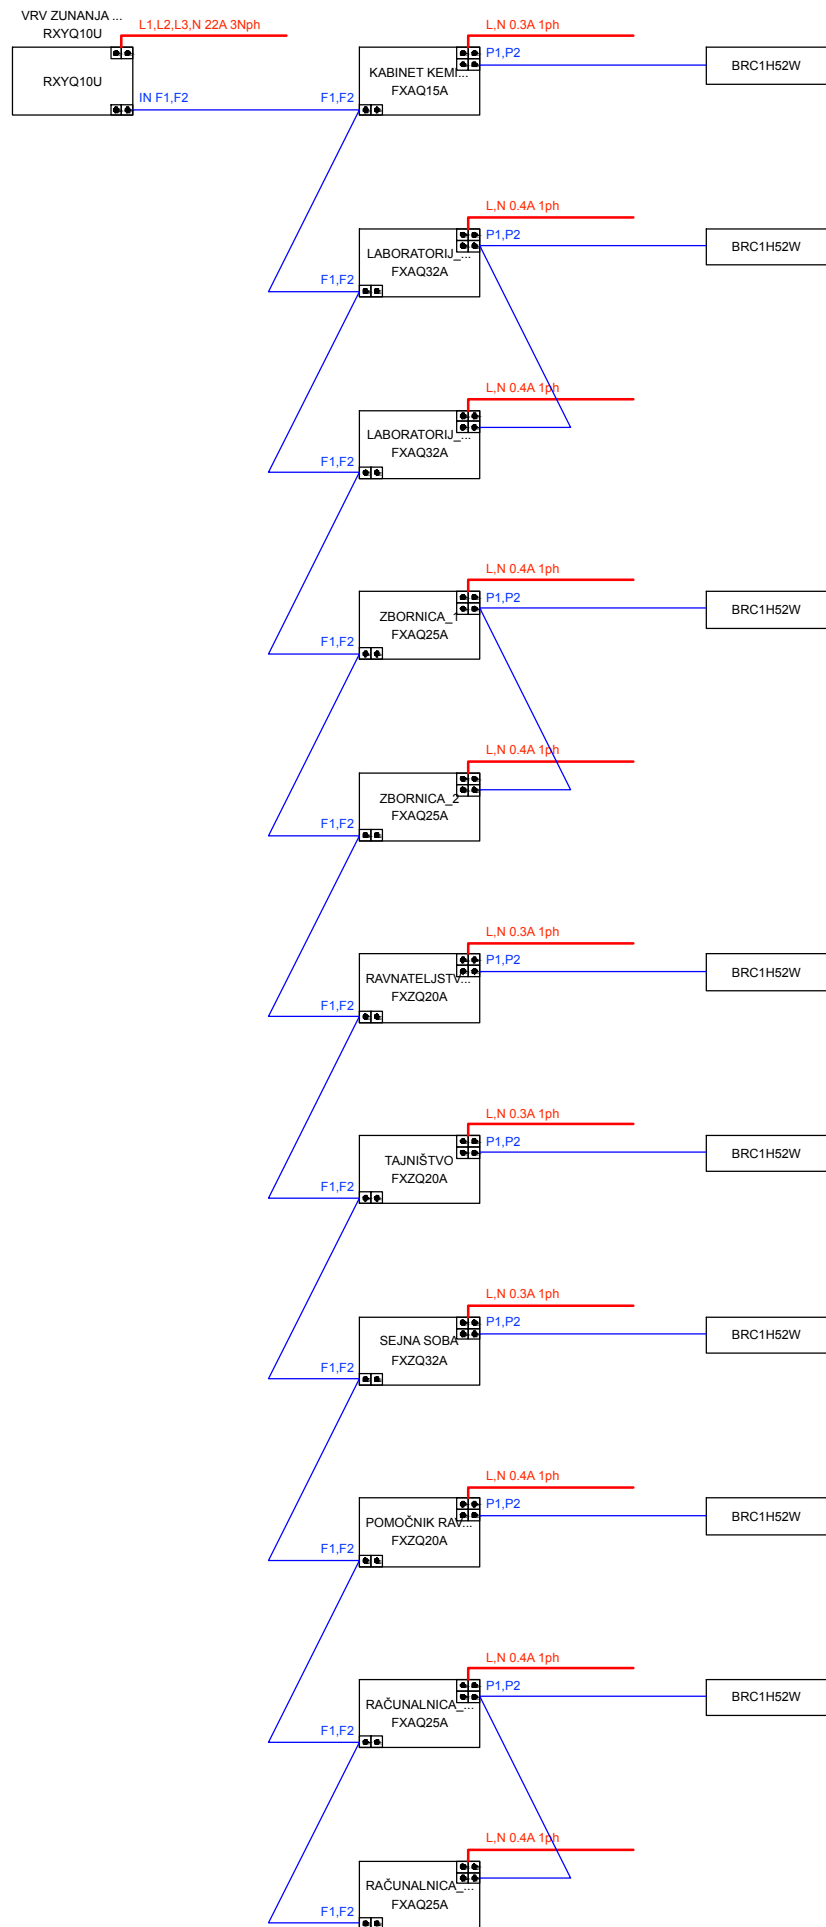 VRV ZUNANJA ...
RXYQ10U
L1,L2,L3,N 22A 3Nph
RXYQ10U
IN F1,F2
F1,F2
L,N 0.3A 1ph
P1,P2
KABINET KEMI...
FXAQ15A
BRC1H52W
L,N 0.4A 1ph
P1,P2
LABORATORIJ_...
FXAQ32A
BRC1H52W
F1,F2
L,N 0.4A 1ph
LABORATORIJ_...
FXAQ32A
F1,F2
L,N 0.4A 1ph
P1,P2
ZBORNICA_1
FXAQ25A
BRC1H52W
F1,F2
L,N 0.4A 1ph
ZBORNICA_2
FXAQ25A
F1,F2
L,N 0.3A 1ph
P1,P2
RAVNATELJSTV...
FXZQ20A
BRC1H52W
F1,F2
L,N 0.3A 1ph
P1,P2
TAJNIŠTVO
FXZQ20A
BRC1H52W
F1,F2
L,N 0.3A 1ph
P1,P2
SEJNA SOBA
FXZQ32A
BRC1H52W
F1,F2
L,N 0.4A 1ph
P1,P2
POMOČNIK RAV...
FXZQ20A
BRC1H52W
F1,F2
L,N 0.4A 1ph
P1,P2
RAČUNALNICA_...
FXAQ25A
BRC1H52W
F1,F2
L,N 0.4A 1ph
RAČUNALNICA_...
FXAQ25A
F1,F2